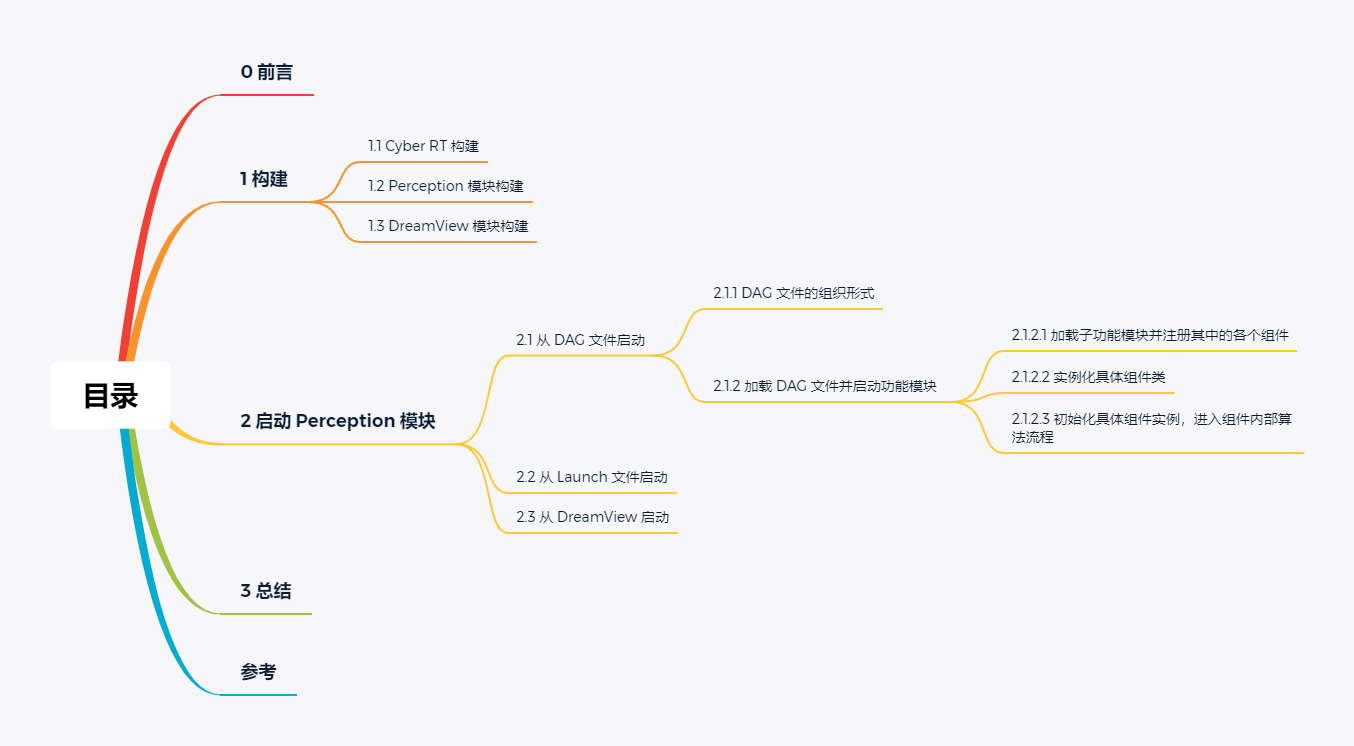 目录
0 前言
1 构建
1.1 Cyber RT 构建
1.2 Perception 模块构建
1.3 DreamView 模块构建
2 启动 Perception 模块
2.1 从 DAG 文件启动
2.1.1 DAG 文件的组织形式
2.1.2 加载 DAG 文件并启动功能模块
2.1.2.1 加载子功能模块并注册其中的各个组件
2.1.2.2 实例化具体组件类
2.1.2.3 初始化具体组件实例，进入组件内部算
法流程
2.2 从 Launch 文件启动
2.3 从 DreamView 启动
3 总结
参考